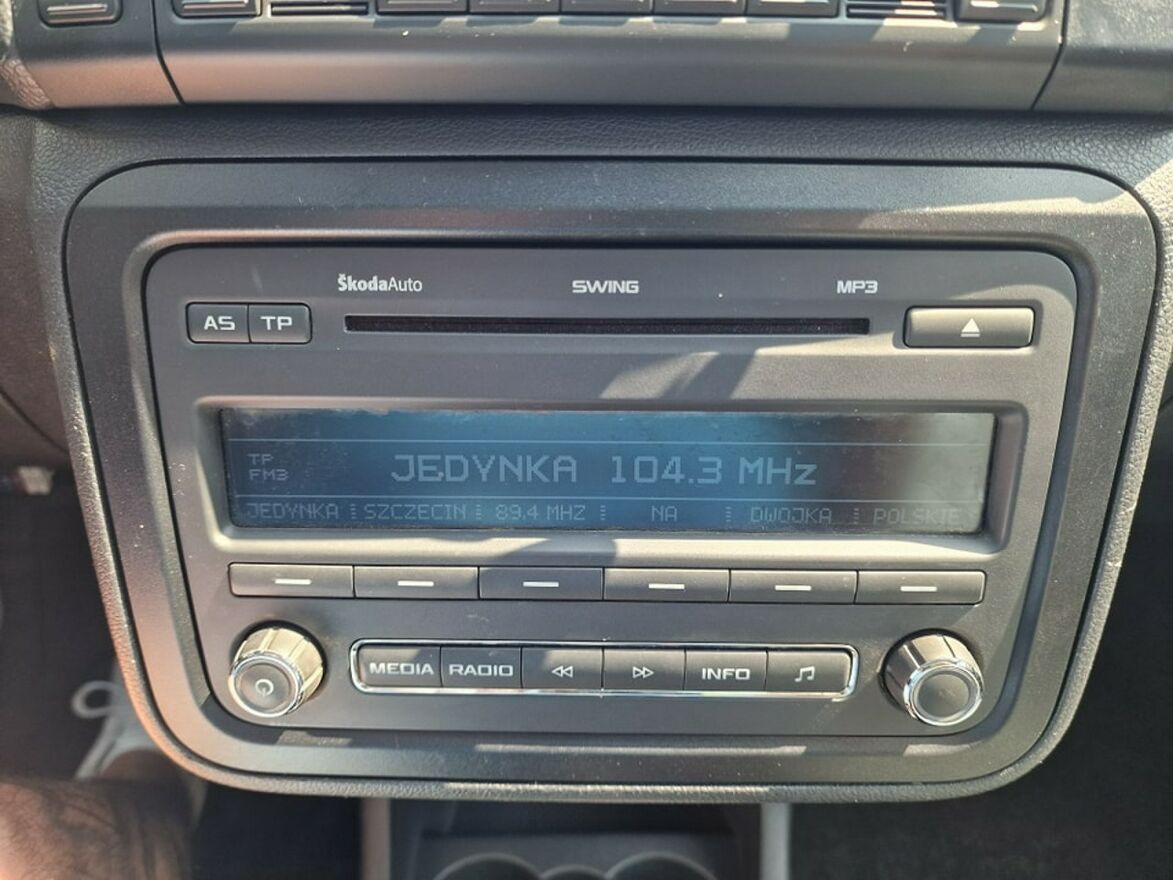 ŠkodaAuto SWING MP3
AS TP
TP
FM3
JEDYNKA 104.3 MHz
JEDYNKA SZCZECIN 89.4 MHZ NA DWOJKA POLSKIE
MEDIA RADIO INFO